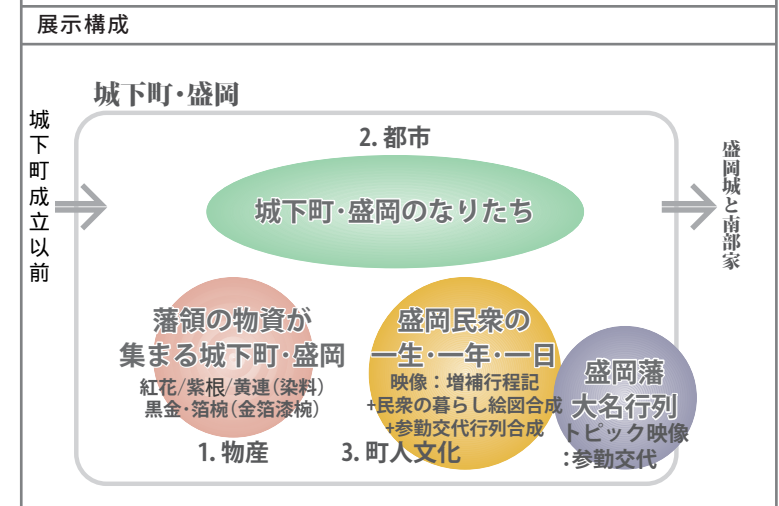 展示構成
城下町・盛岡
城下町成立以前
2. 都市
城下町・盛岡のなりたち
盛岡城と南部家
藩領の物資が
集まる城下町・盛岡
紅花/紫根/黄連(染料)
黒金・箔椀(金箔漆椀)
1. 物産
盛岡民衆の
一生・一年・一日
映像：増補行程記
+民衆の暮らし絵図合成
+参勤交代行列合成
3. 町人文化
盛岡藩
大名行列
トピック映像
:参勤交代